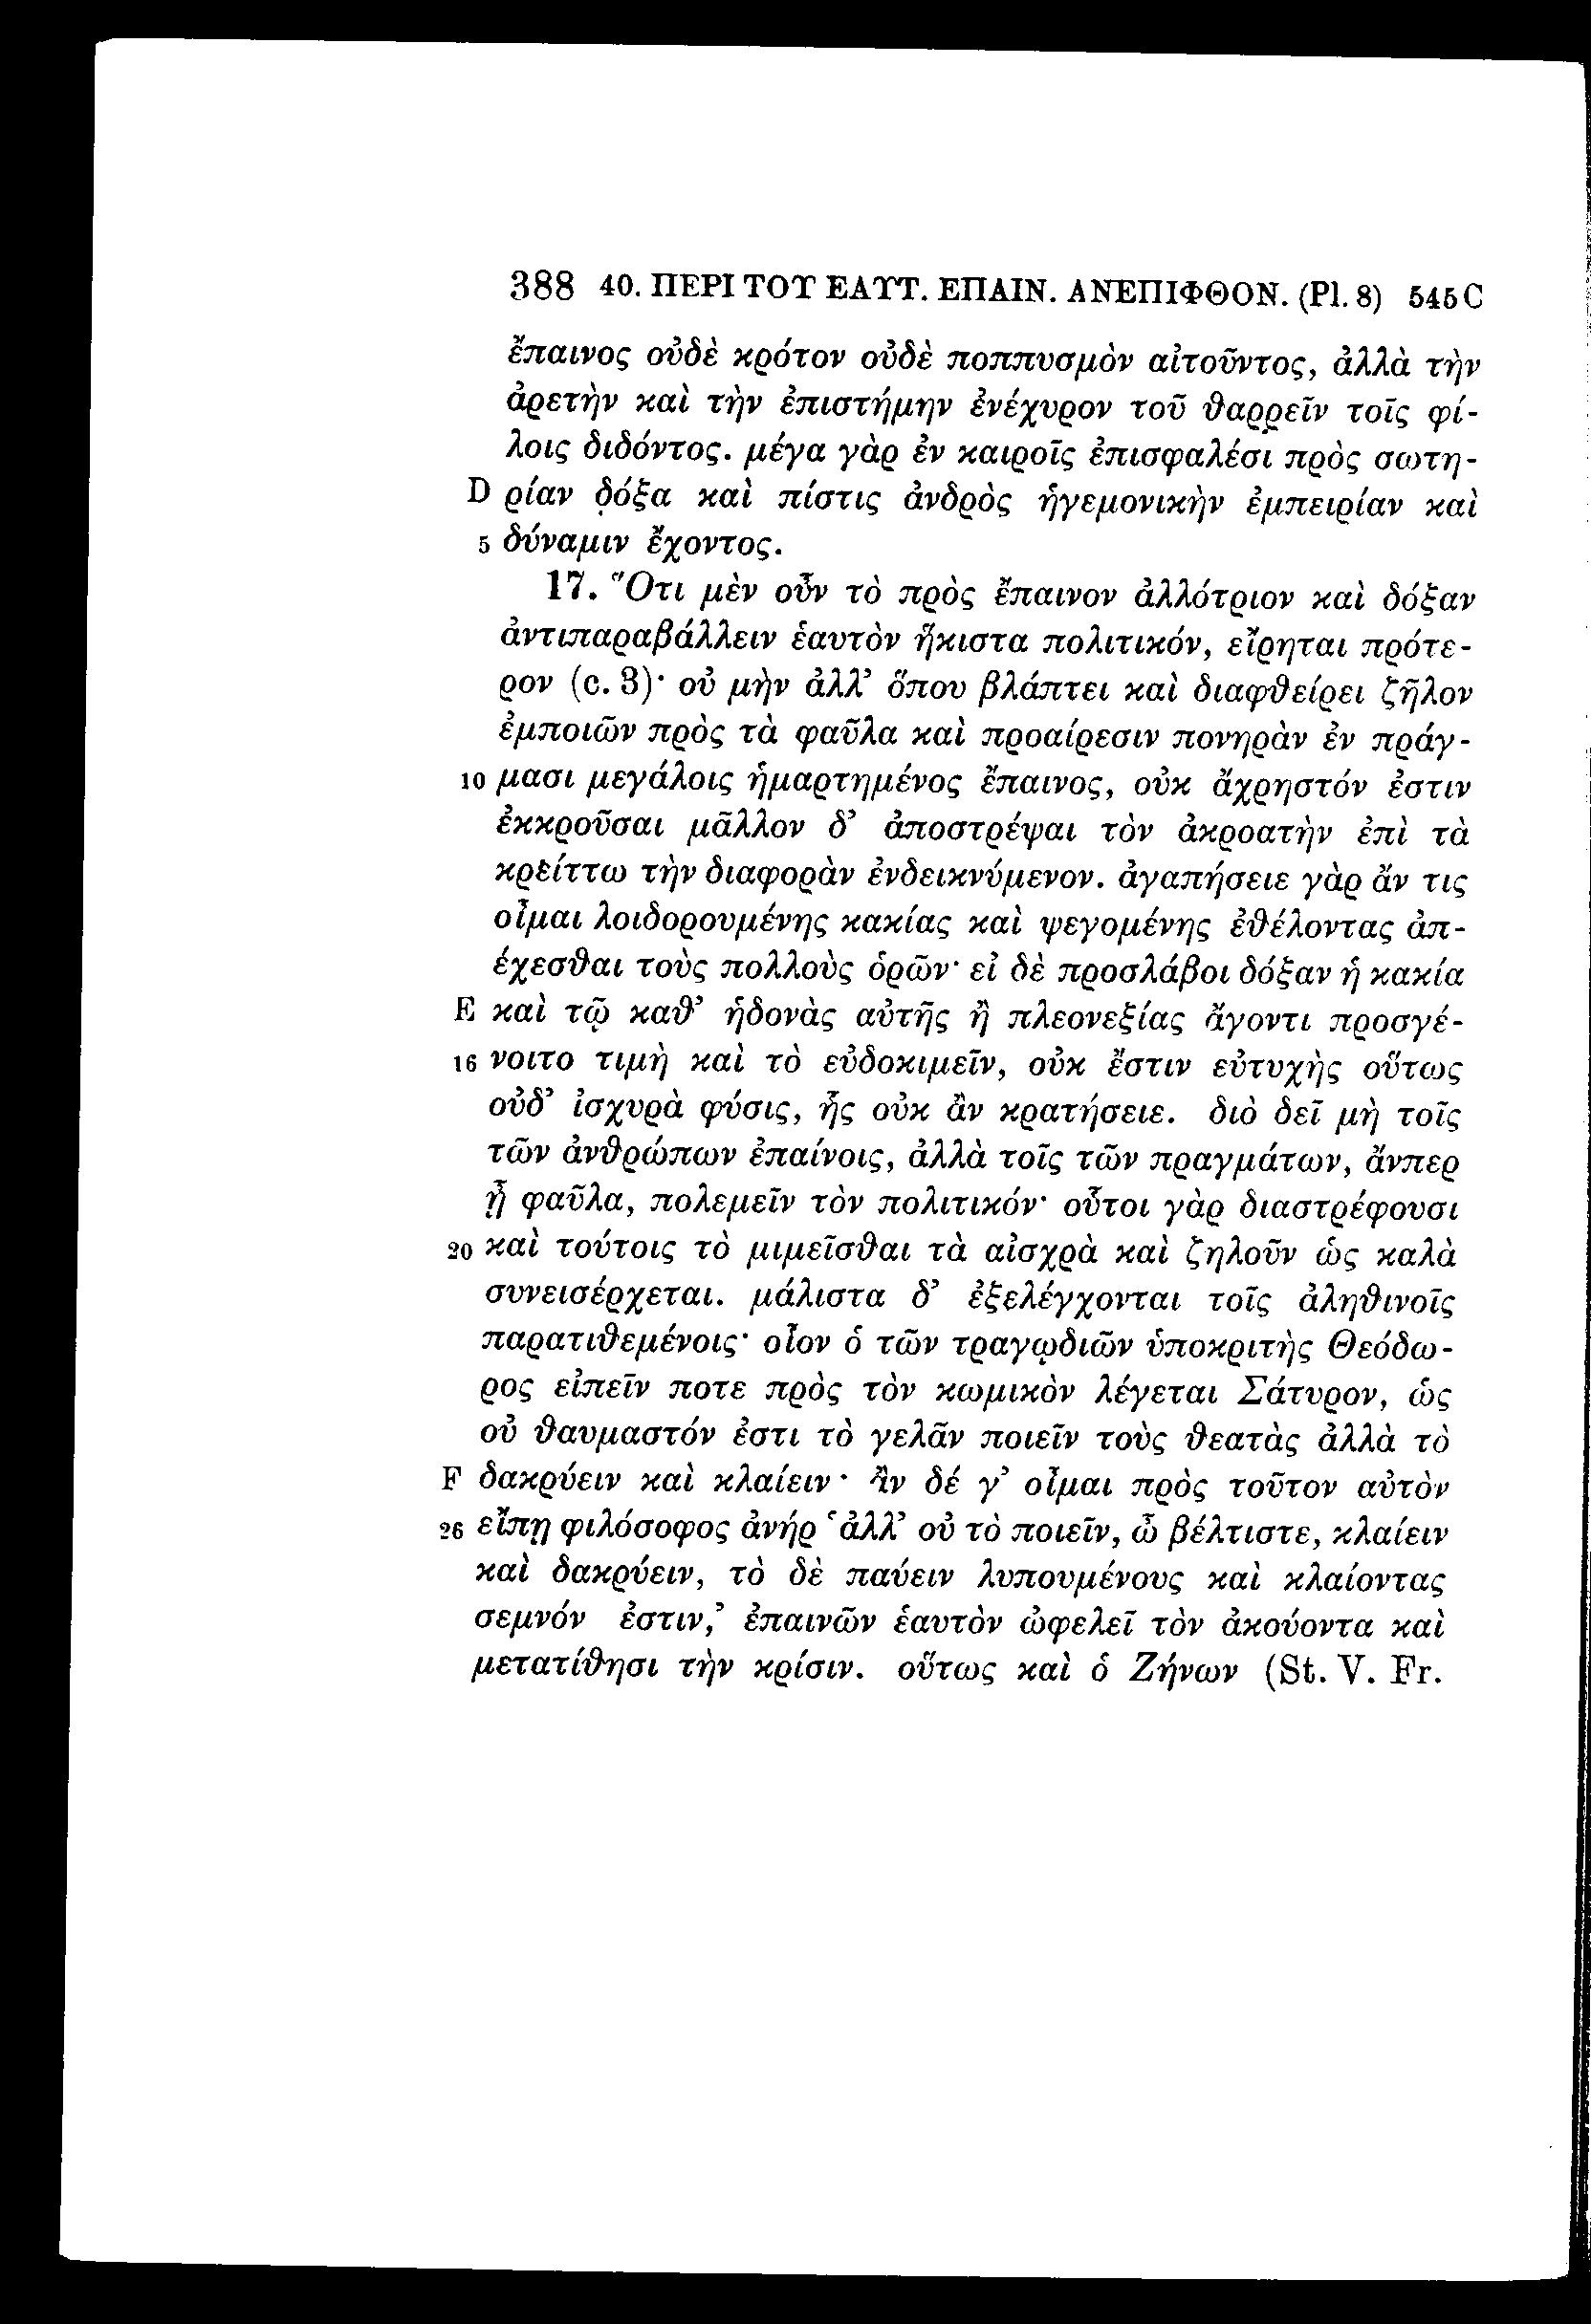 388 40. ΠΕΡΙ ΤΟΥ ΕΑΥΤ. ΕΠΑΙΝ. ΑΝΕΠΙΦΘΟΝ. (Pl. 8) 545 C
ἔπαινος οὐδὲ κρότον οὐδὲ ποππυσμὸν αἰτοῦντος, ἀλλὰ τὴν
ἀρετὴν καὶ τὴν ἐπιστήμην ἐνέχυρον τοῦ θαρρεῖν τοῖς φί-
λοις διδόντος. μέγα γὰρ ἐν καιροῖς ἐπισφαλέσι πρὸς σωτη-
D ρίαν δόξα καὶ πίστις ἀνδρὸς ἡγεμονικὴν ἐμπειρίαν καὶ
5 δύναμιν ἔχοντος.
17. Ὅτι μὲν οὖν τὸ πρὸς ἔπαινον ἀλλότριον καὶ δόξαν
ἀντιπαραβάλλειν ἑαυτὸν ἥκιστα πολιτικόν, εἴρηται πρότε-
ρον (c. 3)· οὐ μὴν ἀλλ’ ὅπου βλάπτει καὶ διαφθείρει ζῆλον
ἐμποιῶν πρὸς τὰ φαῦλα καὶ προαίρεσιν πονηρὰν ἐν πράγ-
10 μασι μεγάλοις ἡμαρτημένος ἔπαινος, οὐκ ἄχρηστόν ἐστιν
ἐκκροῦσαι μᾶλλον δ’ ἀποστρέψαι τὸν ἀκροατὴν ἐπὶ τὰ
κρείττω τὴν διαφορὰν ἐνδεικνύμενον. ἀγαπήσειε γὰρ ἄν τις
οἶμαι λοιδορουμένης κακίας καὶ ψεγομένης ἐθέλοντας ἀπ-
έχεσθαι τοὺς πολλοὺς ὁρῶν· εἰ δὲ προσλάβοι δόξαν ἡ κακία
E καὶ τῷ καθ’ ἡδονὰς αὐτῆς ἢ πλεονεξίας ἄγοντι προσγέ-
16 νοιτο τιμὴ καὶ τὸ εὐδοκιμεῖν, οὐκ ἔστιν εὐτυχὴς οὕτως
οὐδ’ ἰσχυρὰ φύσις, ἧς οὐκ ἂν κρατήσειε. διὸ δεῖ μὴ τοῖς
τῶν ἀνθρώπων ἐπαίνοις, ἀλλὰ τοῖς τῶν πραγμάτων, ἄνπερ
ᾖ φαῦλα, πολεμεῖν τὸν πολιτικόν· οὗτοι γὰρ διαστρέφουσι
20 καὶ τούτοις τὸ μιμεῖσθαι τὰ αἰσχρὰ καὶ ζηλοῦν ὡς καλὰ
συνεισέρχεται. μάλιστα δ’ ἐξελέγχονται τοῖς ἀληθινοῖς
παρατιθεμένοις· οἷον ὁ τῶν τραγῳδιῶν ὑποκριτὴς Θεόδω-
ρος εἰπεῖν ποτε πρὸς τὸν κωμικὸν λέγεται Σάτυρον, ὡς
οὐ θαυμαστόν ἐστι τὸ γελᾶν ποιεῖν τοὺς θεατὰς ἀλλὰ τὸ
F δακρύειν καὶ κλαίειν· ἂν δέ γ’ οἶμαι πρὸς τοῦτον αὐτὸν
26 εἴπῃ φιλόσοφος ἀνήρ ‘ἀλλ’ οὐ τὸ ποιεῖν, ὦ βέλτιστε, κλαίειν
καὶ δακρύειν, τὸ δὲ παύειν λυπουμένους καὶ κλαίοντας
σεμνόν ἐστιν,’ ἐπαινῶν ἑαυτὸν ὠφελεῖ τὸν ἀκούοντα καὶ
μετατίθησι τὴν κρίσιν. οὕτως καὶ ὁ Ζήνων (St. V. Fr.